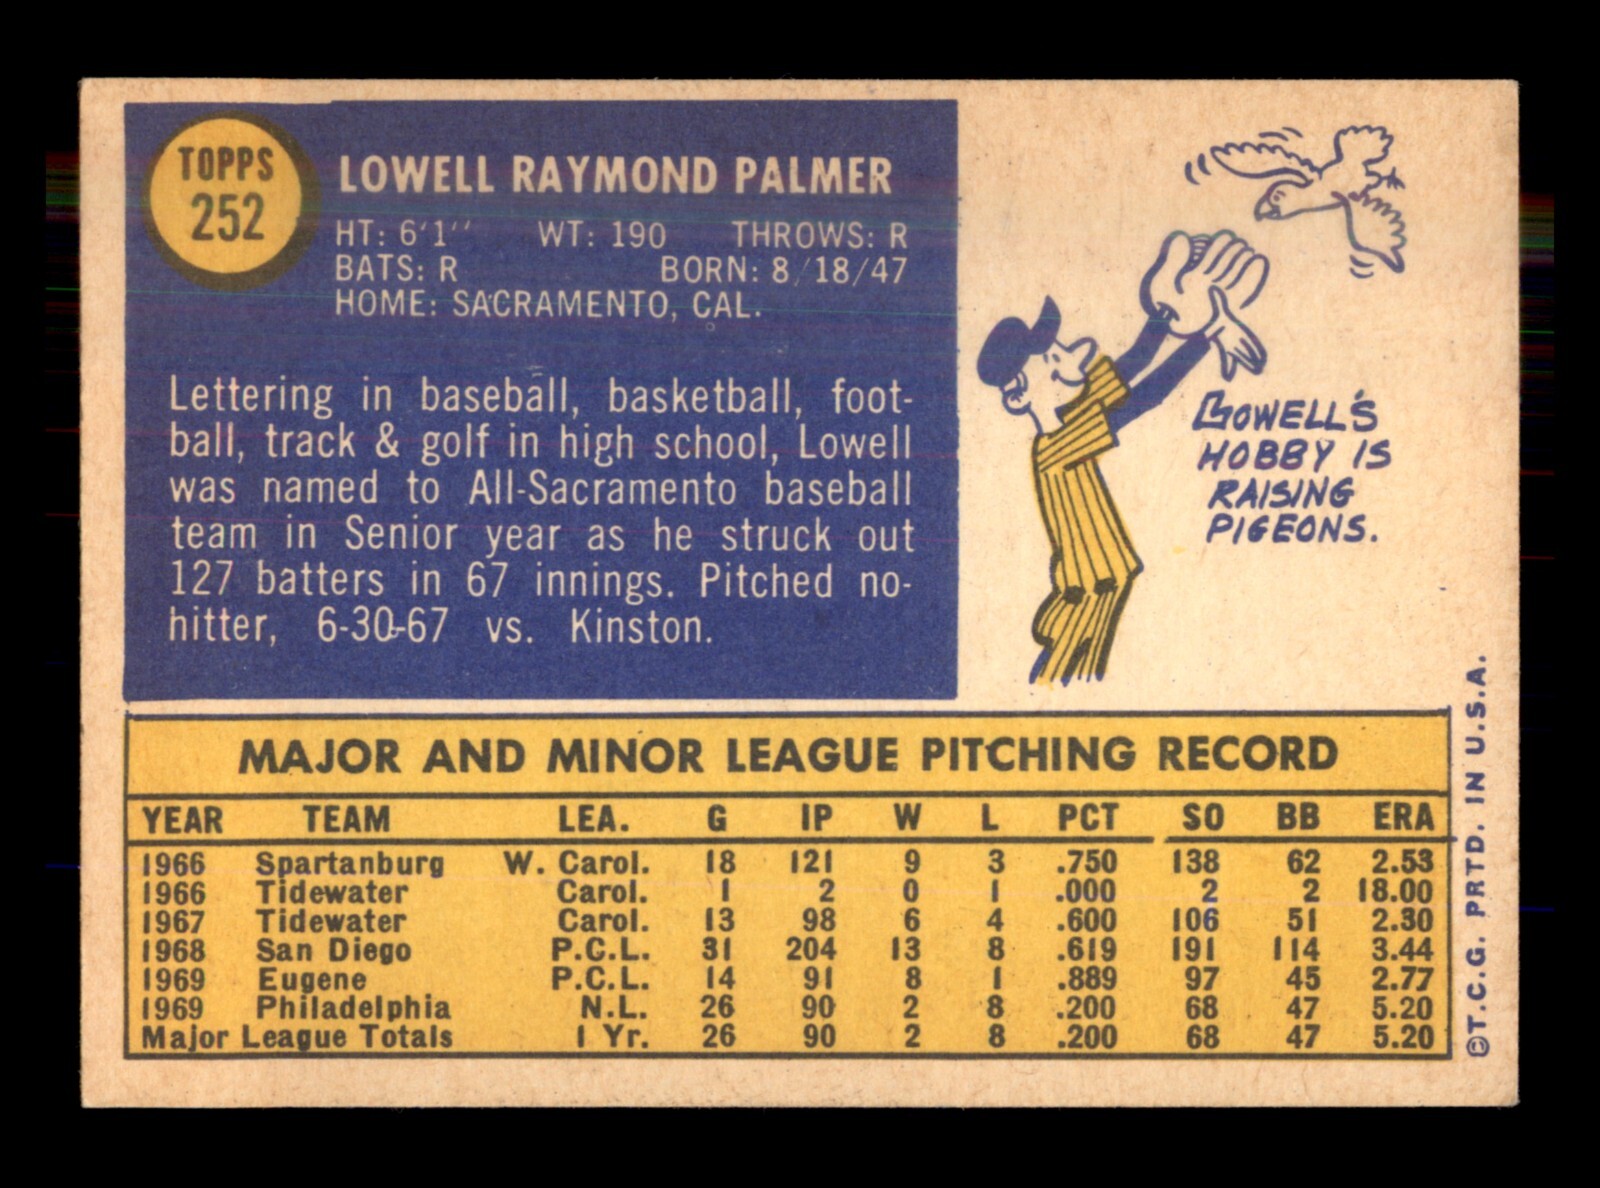 TOPPS
252
LOWELL RAYMOND PALMER
HT: 6'1" WT: 190 THROWS: R
BATS: R BORN: 8/18/47
HOME: SACRAMENTO, CAL.
Lettering in baseball, basketball, foot-
ball, track & golf in high school, Lowell
was named to All-Sacramento baseball
team in Senior year as he struck out
127 batters in 67 innings. Pitched no-
hitter, 6-30-67 vs. Kinston.
LOWELL'S
HOBBY IS
RAISING
PIGEONS.
MAJOR AND MINOR LEAGUE PITCHING RECORD
YEAR TEAM LEA. G IP W L PCT SO BB ERA
1966 Spartanburg W. Carol. 18 121 9 3 .750 138 62 2.53
1966 Tidewater Carol. 1 2 0 1 .000 2 2 18.00
1967 Tidewater Carol. 13 98 6 4 .600 106 51 2.30
1968 San Diego P.C.L. 31 204 13 8 .619 191 114 3.44
1969 Eugene P.C.L. 14 91 8 1 .889 97 45 2.77
1969 Philadelphia N.L. 26 90 2 8 .200 68 47 5.20
Major League Totals 1 Yr. 26 90 2 8 .200 68 47 5.20
©T.C.G. PRTD. IN U.S.A.